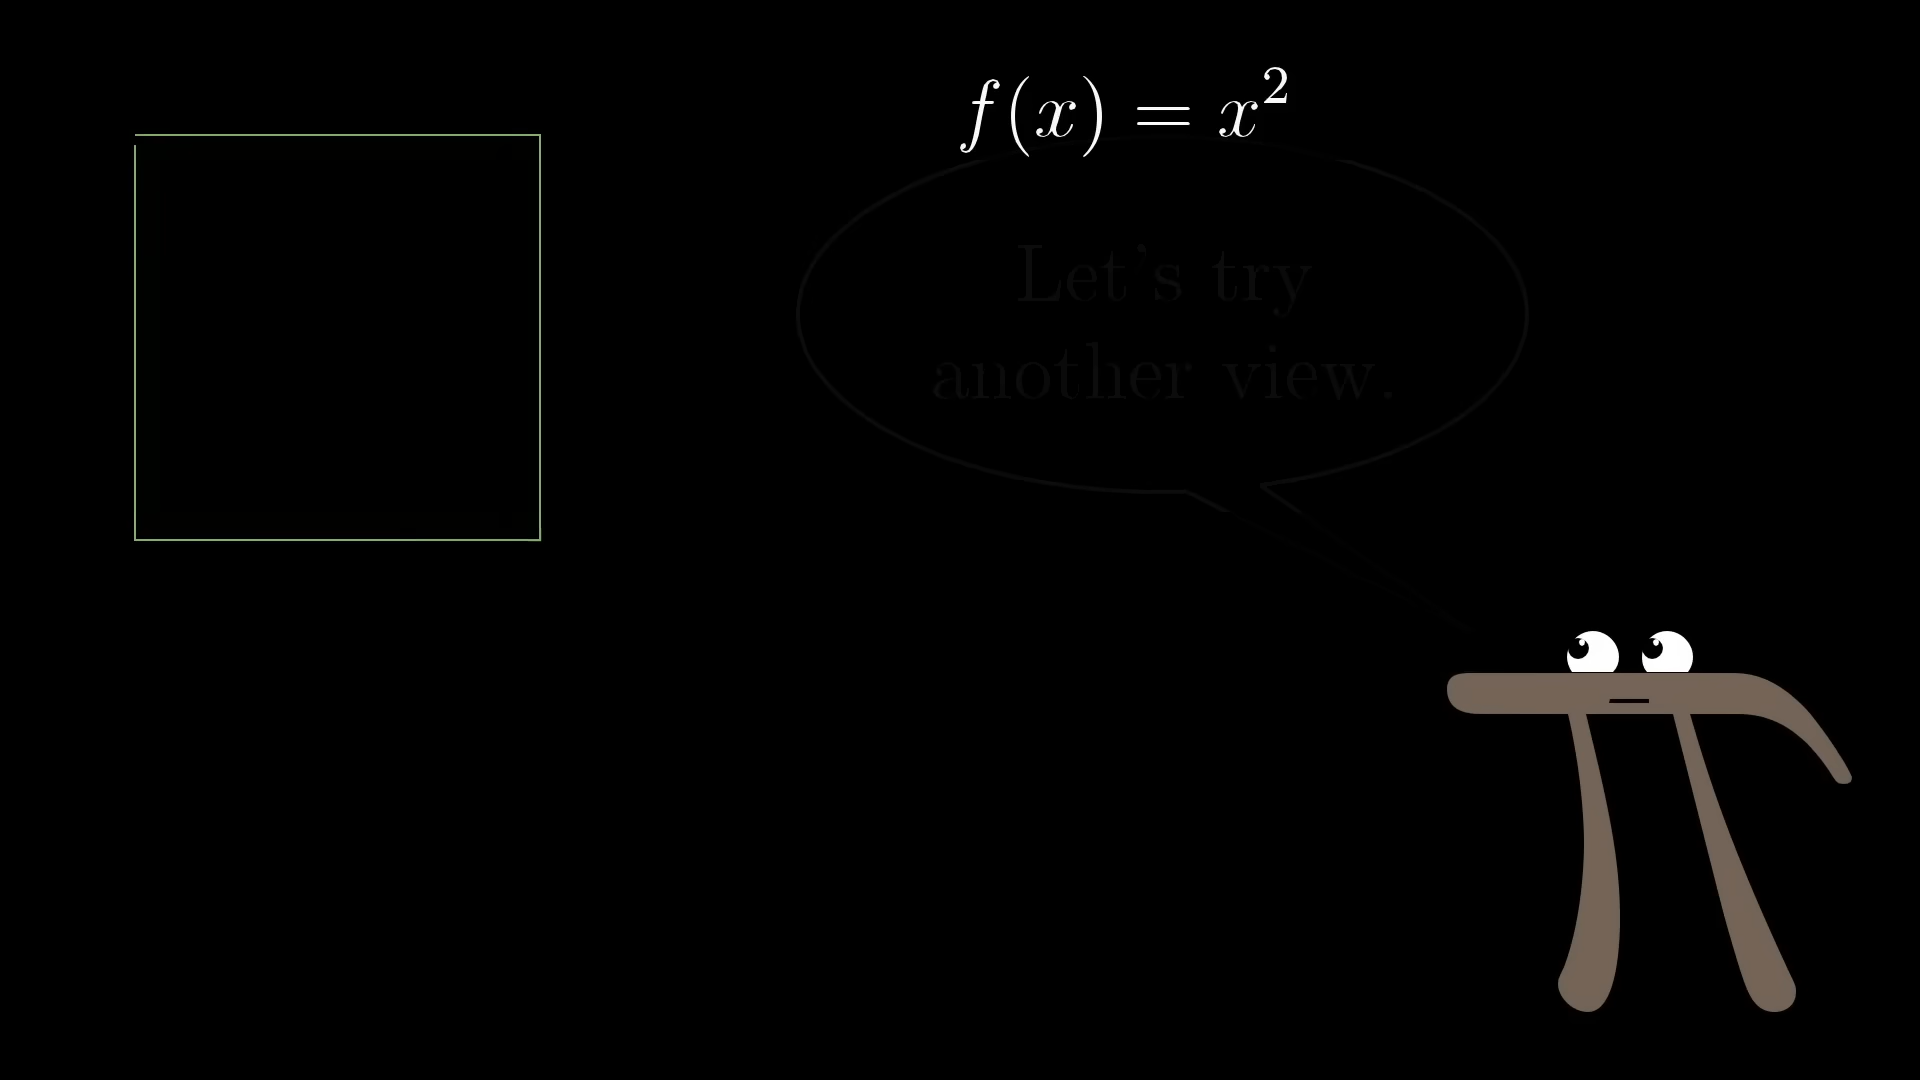 f(x) = x²
Let's try
another view.